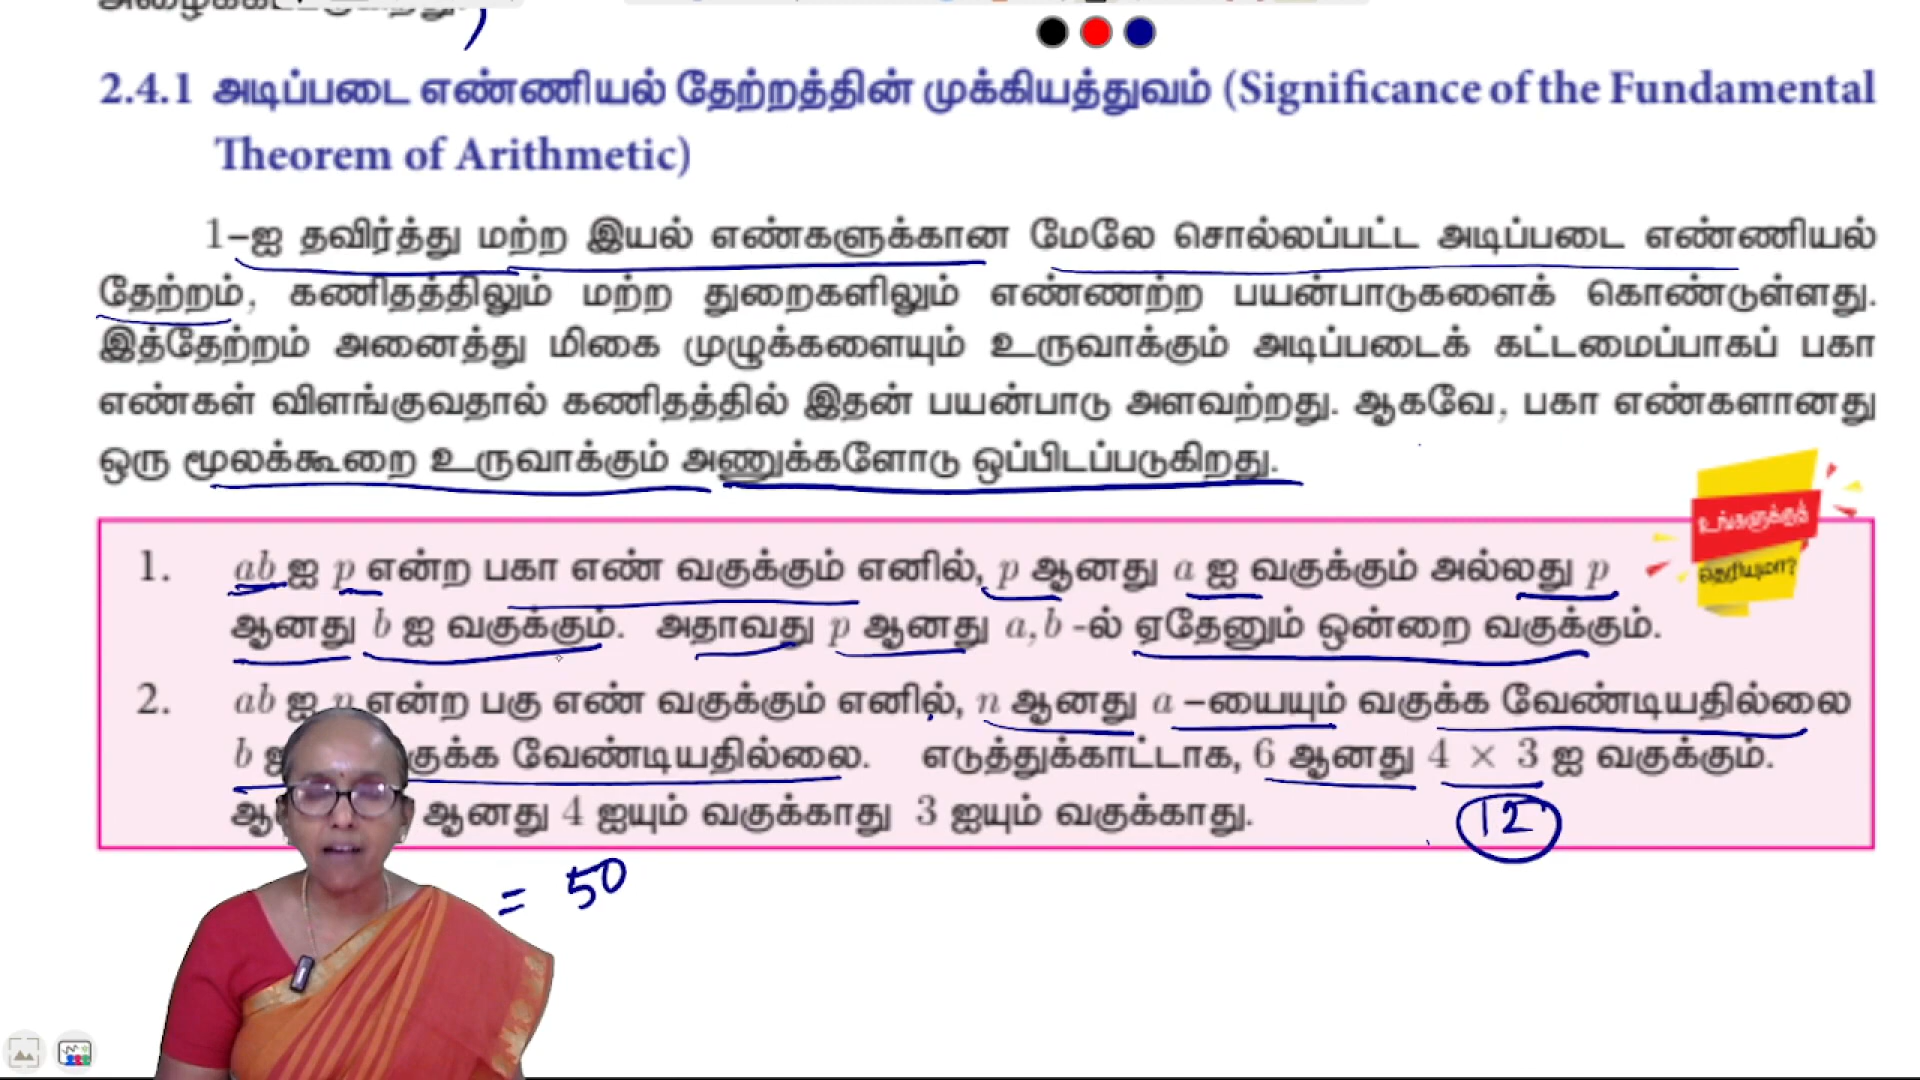 2.4.1 அடிப்படை எண்ணியல் தேற்றத்தின் முக்கியத்துவம் (Significance of the Fundamental
Theorem of Arithmetic)
1–ஐ தவிர்த்து மற்ற இயல் எண்களுக்கான மேலே சொல்லப்பட்ட அடிப்படை எண்ணியல்
தேற்றம், கணிதத்திலும் மற்ற துறைகளிலும் எண்ணற்ற பயன்பாடுகளைக் கொண்டுள்ளது.
இத்தேற்றம் அனைத்து மிகை முழுக்களையும் உருவாக்கும் அடிப்படைக் கட்டமைப்பாகப் பகா
எண்கள் விளங்குவதால் கணிதத்தில் இதன் பயன்பாடு அளவற்றது. ஆகவே, பகா எண்களானது
ஒரு மூலக்கூறை உருவாக்கும் அணுக்களோடு ஒப்பிடப்படுகிறது.
உங்களுக்குத்
தெரியுமா?
1. ab ஐ p என்ற பகா எண் வகுக்கும் எனில், p ஆனது a ஐ வகுக்கும் அல்லது p
ஆனது b ஐ வகுக்கும். அதாவது p ஆனது a, b -ல் ஏதேனும் ஒன்றை வகுக்கும்.
2. ab ஐ n என்ற பகு எண் வகுக்கும் எனில், n ஆனது a –யையும் வகுக்க வேண்டியதில்லை
b வேண்டியதில்லை. எடுத்துக்காட்டாக, 6 ஆனது 4 × 3 ஐ வகுக்கும்.
ஆனது 4 ஐயும் வகுக்காது 3 ஐயும் வகுக்காது.
12
= 50